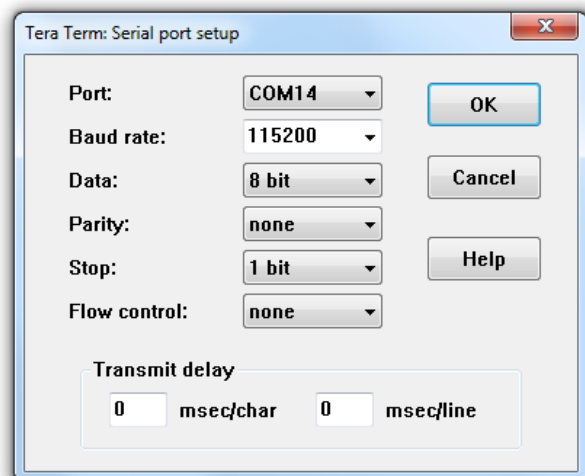 Tera Term: Serial port setup
Port: COM14
OK
Baud rate: 115200
Data: 8 bit
Cancel
Parity: none
Stop: 1 bit
Help
Flow control: none
Transmit delay
0 msec/char 0 msec/line